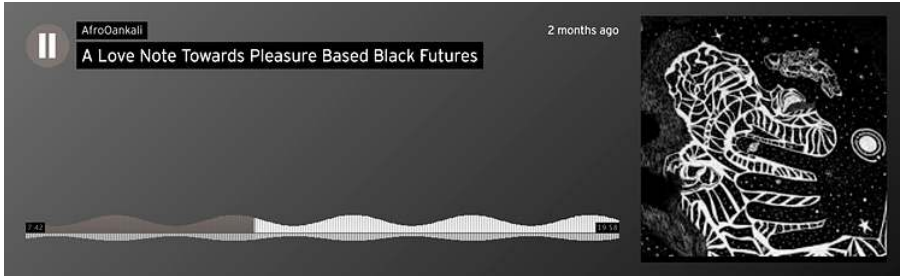 AfroOankali
2 months ago
A Love Note Towards Pleasure Based Black Futures
7:42
19:58